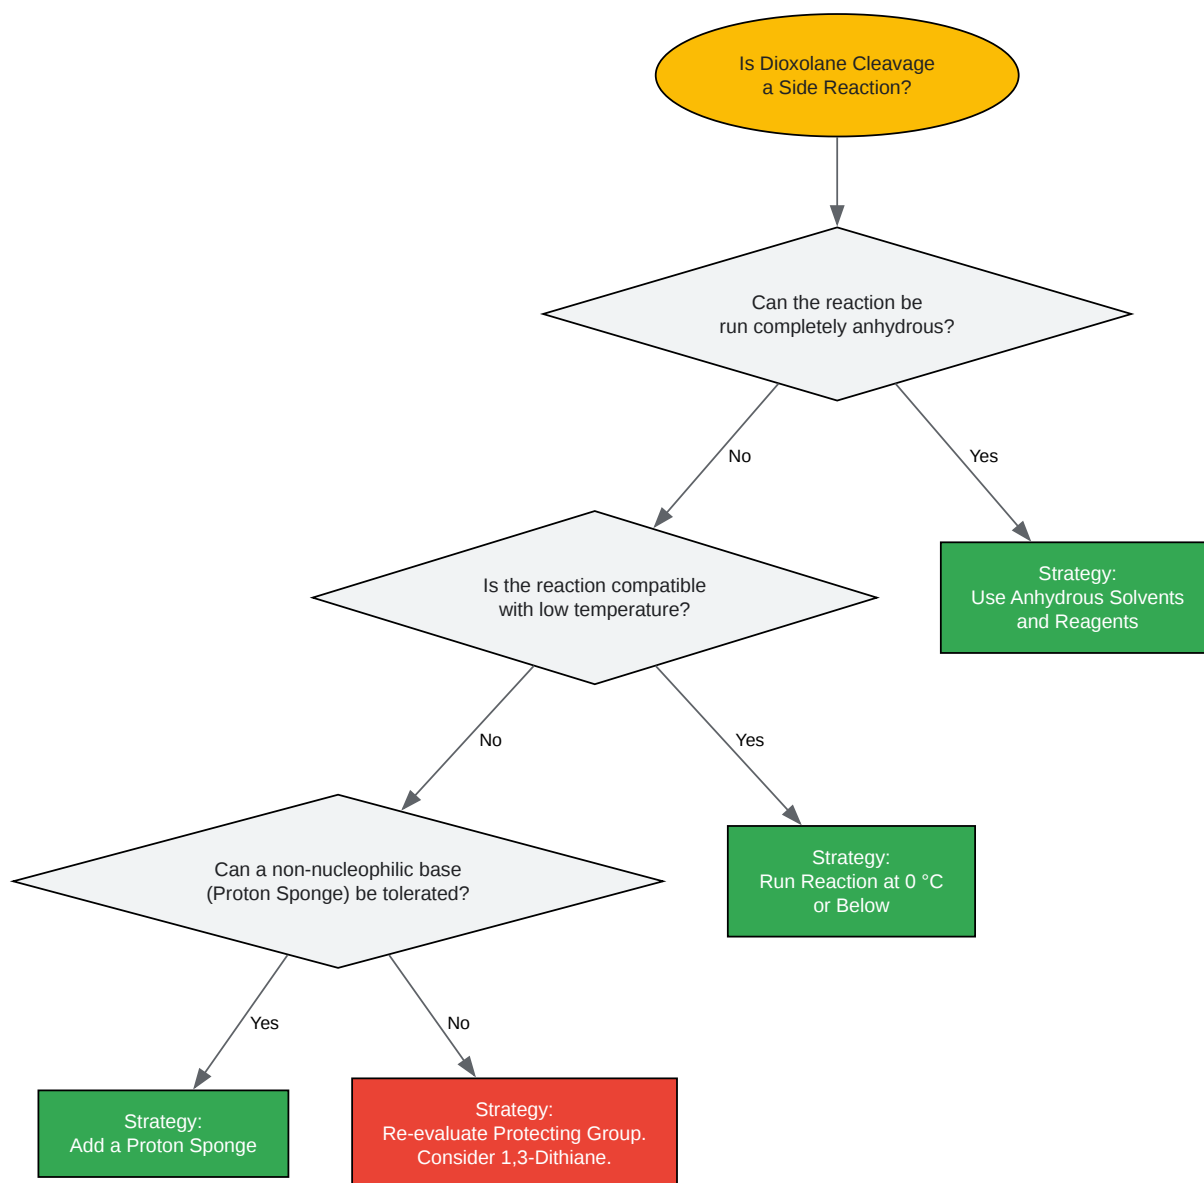 Is Dioxolane Cleavage
a Side Reaction?
Can the reaction be
run completely anhydrous?
No
Yes
Is the reaction compatible
with low temperature?
Strategy:
Use Anhydrous Solvents
and Reagents
No
Yes
Can a non-nucleophilic base
(Proton Sponge) be tolerated?
Strategy:
Run Reaction at 0 °C
or Below
Yes
No
Strategy:
Add a Proton Sponge
Strategy:
Re-evaluate Protecting Group.
Consider 1,3-Dithiane.